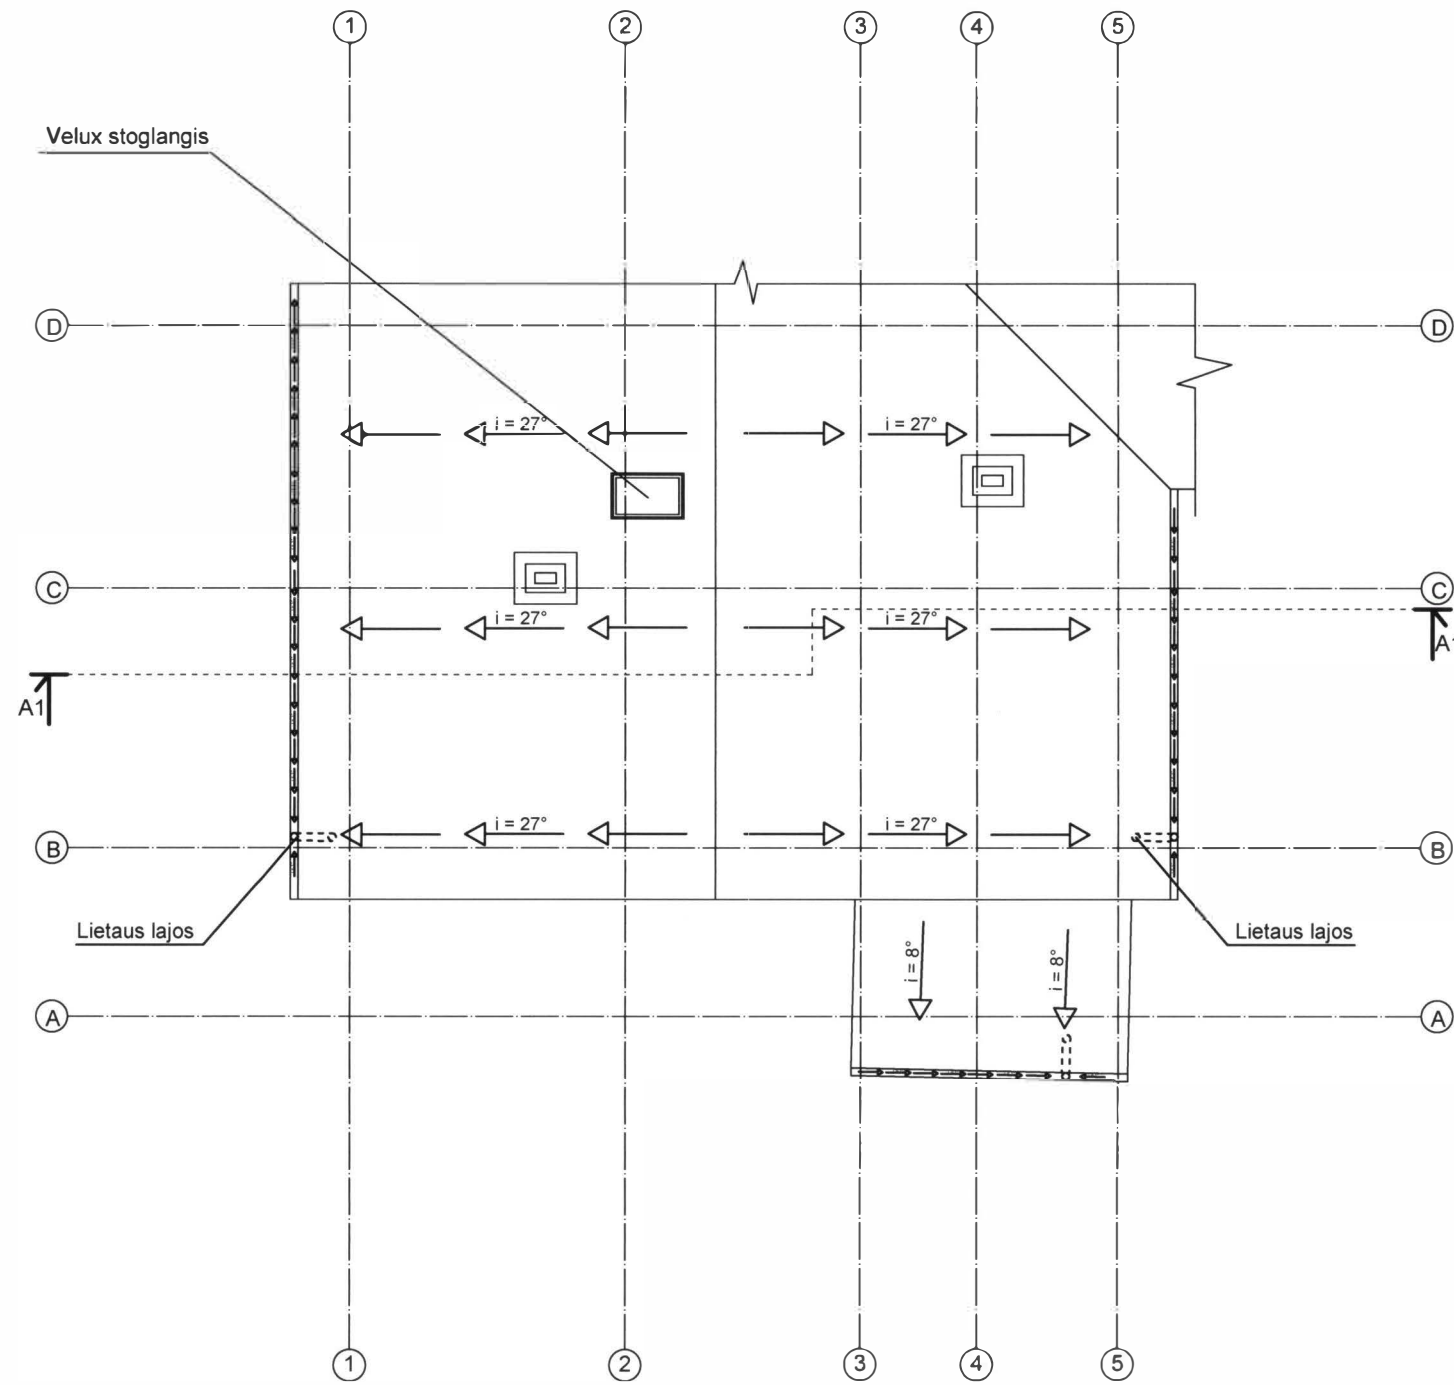 1 2 3 4 5
Velux stoglangis
D D
i = 27° i = 27°
C C
i = 27° i = 27°
A1 A1
i = 27° i = 27°
B B
Lietaus lajos Lietaus lajos
i = 8° i = 8°
A A
1 2 3 4 5